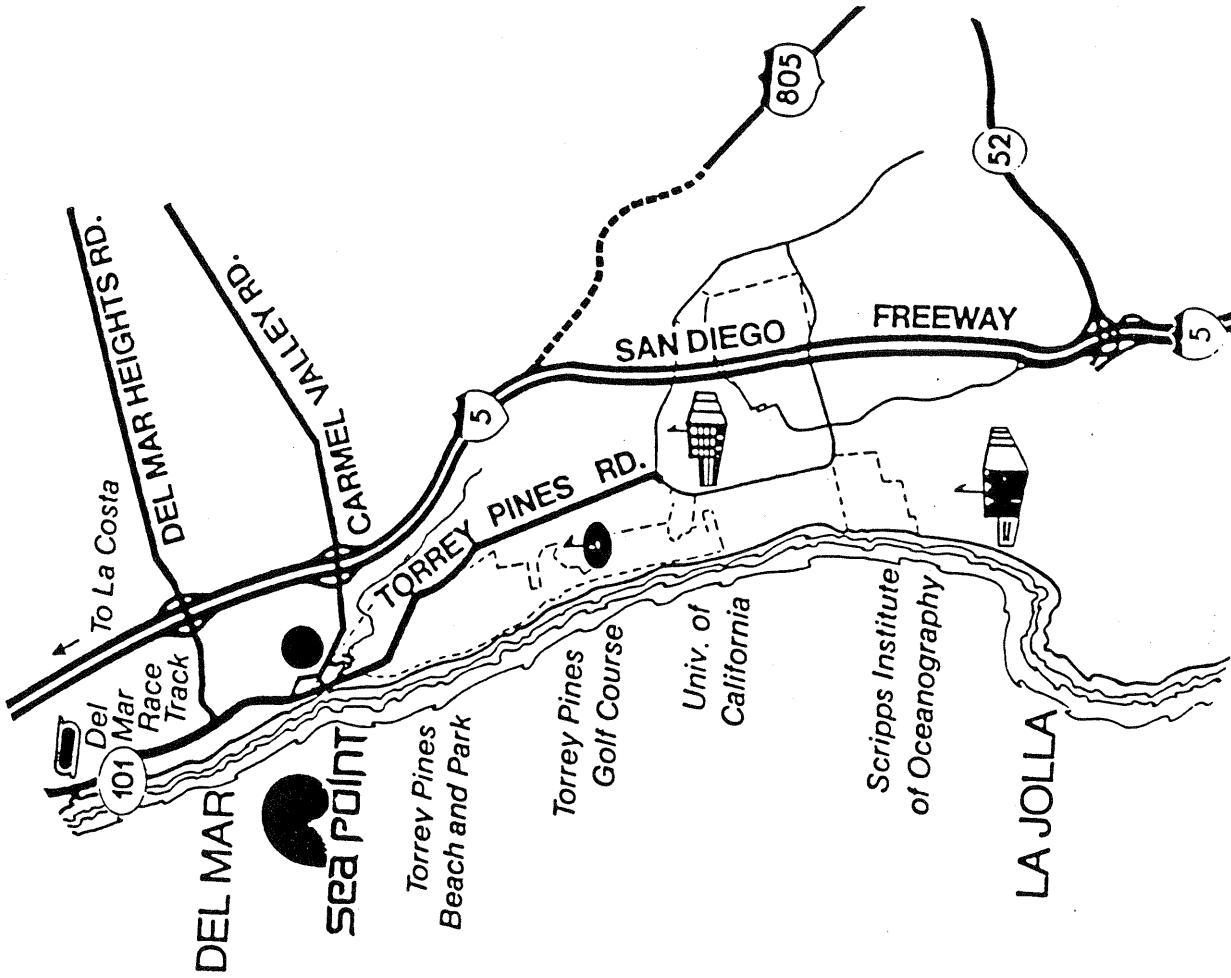 To La Costa
DEL MAR HEIGHTS RD.
CARMEL VALLEY RD.
Del
Mar
Race
Track
101
5
805
52
SAN DIEGO FREEWAY
5
TORREY PINES RD.
DEL MAR
sea point
Torrey Pines
Beach and Park
Torrey Pines
Golf Course
Univ. of
California
Scripps Institute
of Oceanography
LA JOLLA